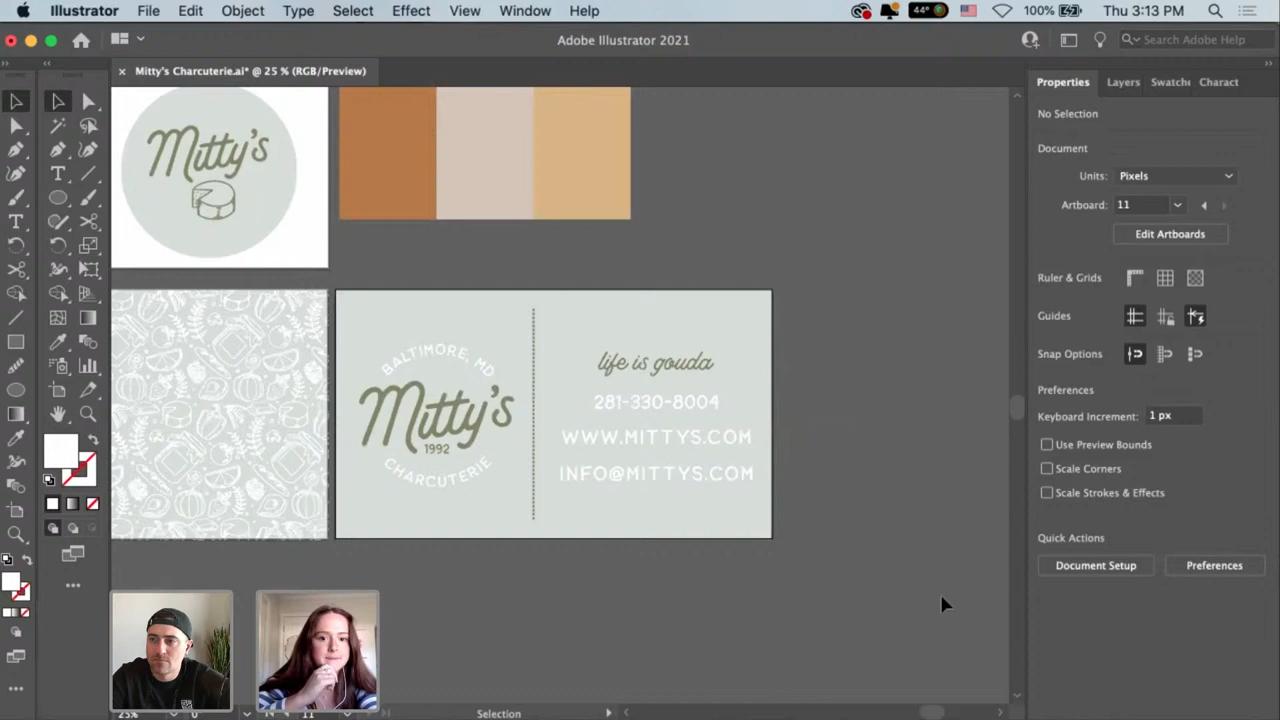 Illustrator File Edit Object Type Select Effect View Window Help
44° 100% Thu 3:13 PM
Adobe Illustrator 2021
Search Adobe Help
× Mitty's Charcuterie.ai* @ 25 % (RGB/Preview)
Properties Layers Swatch Charact
No Selection
Document
Units: Pixels
Artboard: 11
Edit Artboards
Ruler & Grids
Guides
Snap Options
Preferences
Keyboard Increment: 1 px
Use Preview Bounds
Scale Corners
Scale Strokes & Effects
Quick Actions
Document Setup Preferences
Mitty's
BALTIMORE, MD
Mitty's
1992
CHARCUTERIE
life is gouda
281-330-8004
WWW.MITTYS.COM
INFO@MITTYS.COM
25% 0° 11 Selection